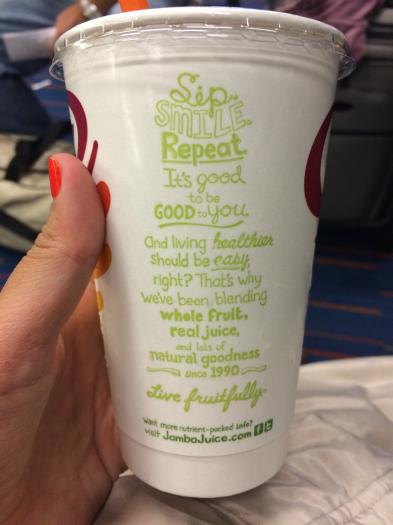 Sip.
SMILE.
Repeat.
It's good
to be
GOOD to YOU.
And living healthier
should be easy,
right? That's why
we've been blending
whole fruit,
real juice,
and lots of
natural goodness
since 1990
Live fruitfully.
Want more nutrient-packed info?
visit JambaJuice.com f t